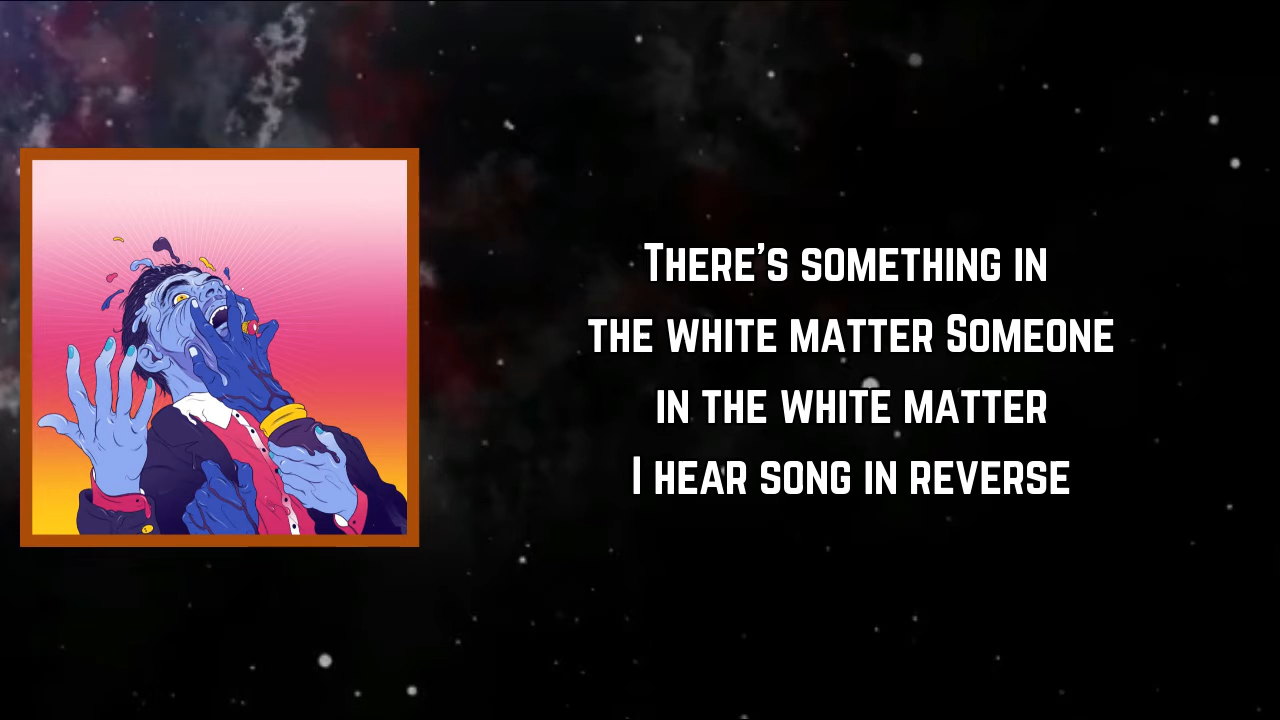 There's something in
the white matter Someone
in the white matter
I hear song in reverse